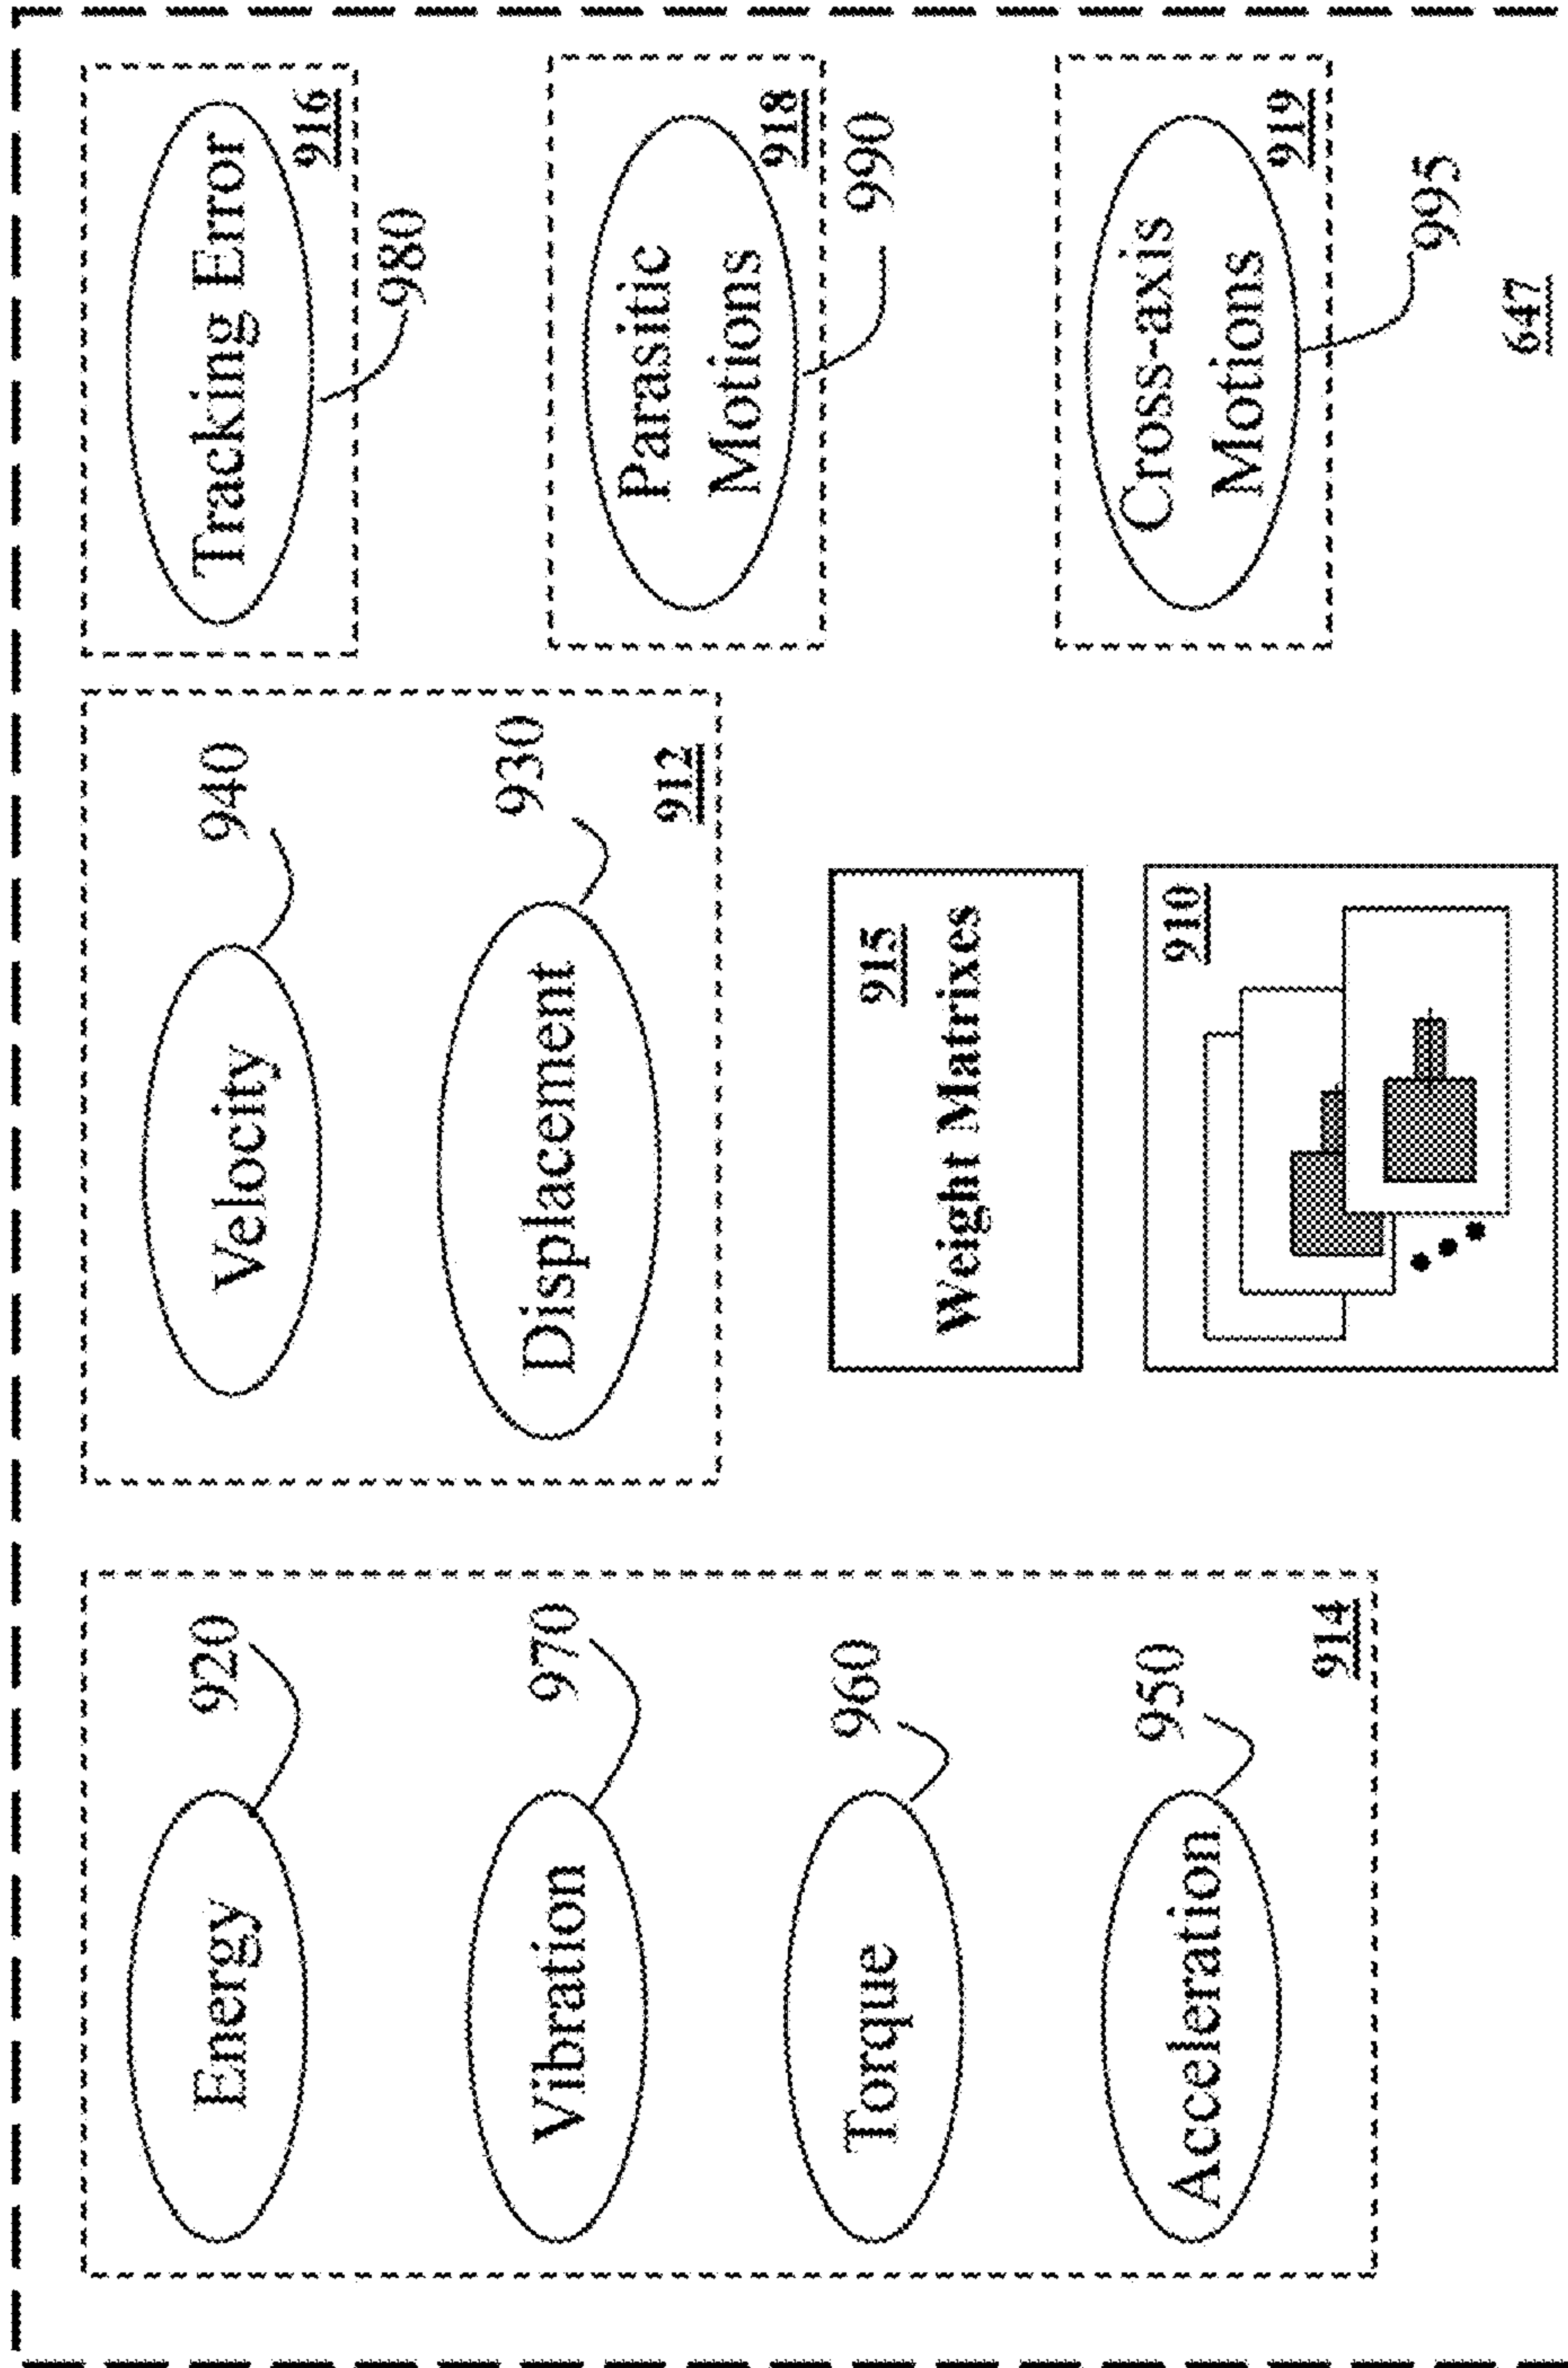 Energy
920
Vibration
970
Torque
960
Acceleration
950
914
Velocity
940
Displacement
930
912
915
Weight Matrixes
910
Tracking Error
916
980
Parasitic
Motions
918
990
Cross-axis
Motions
919
995
647